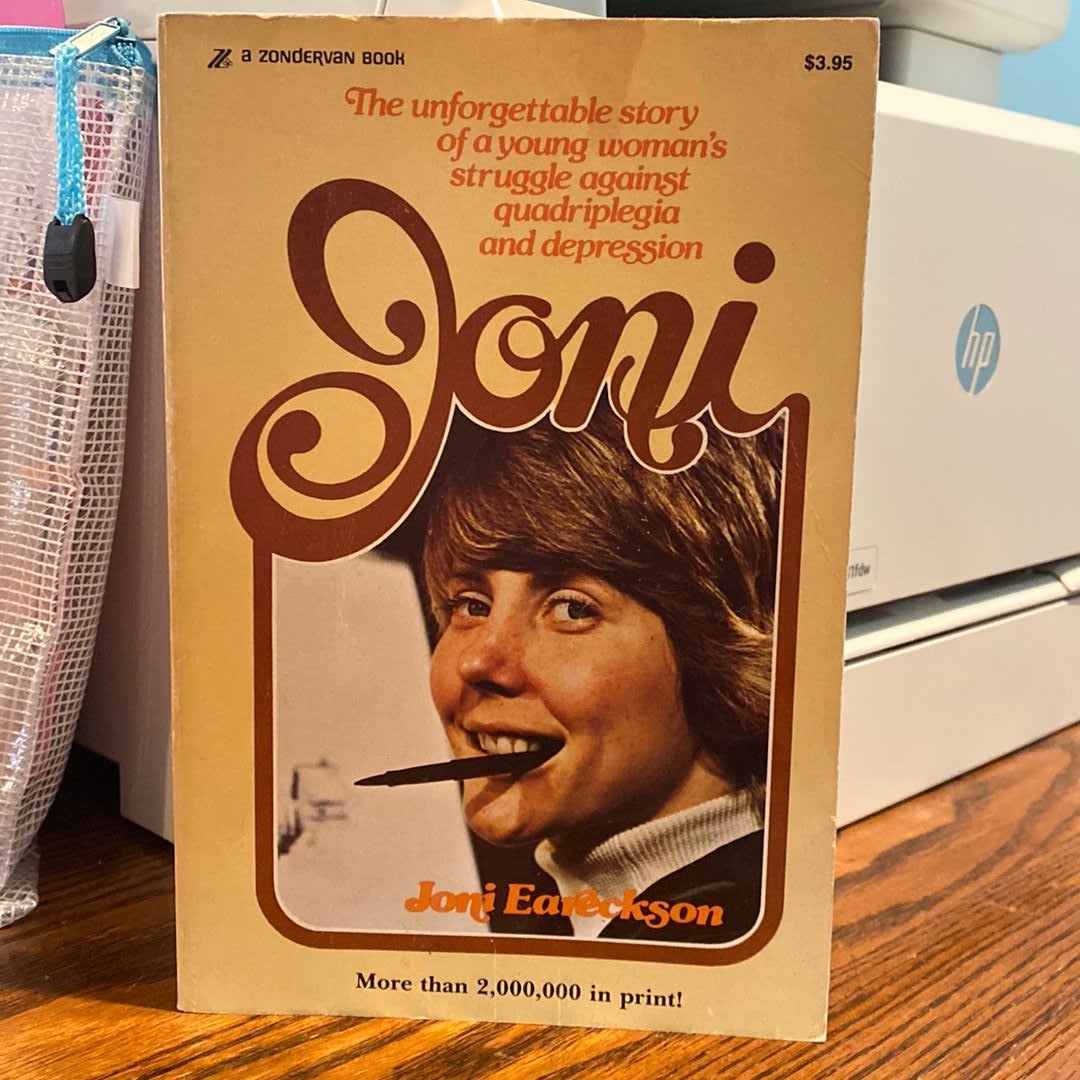 a ZONDERVAN BOOK
$3.95
The unforgettable story
of a young woman's
struggle against
quadriplegia
and depression
Joni
hp
Joni Eareckson
More than 2,000,000 in print!